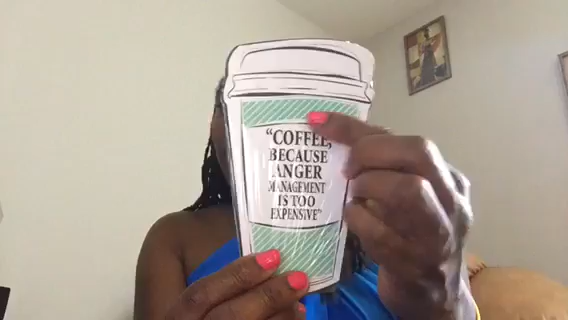 “COFFEE,
BECAUSE
ANGER
MANAGEMENT
IS TOO
EXPENSIVE”